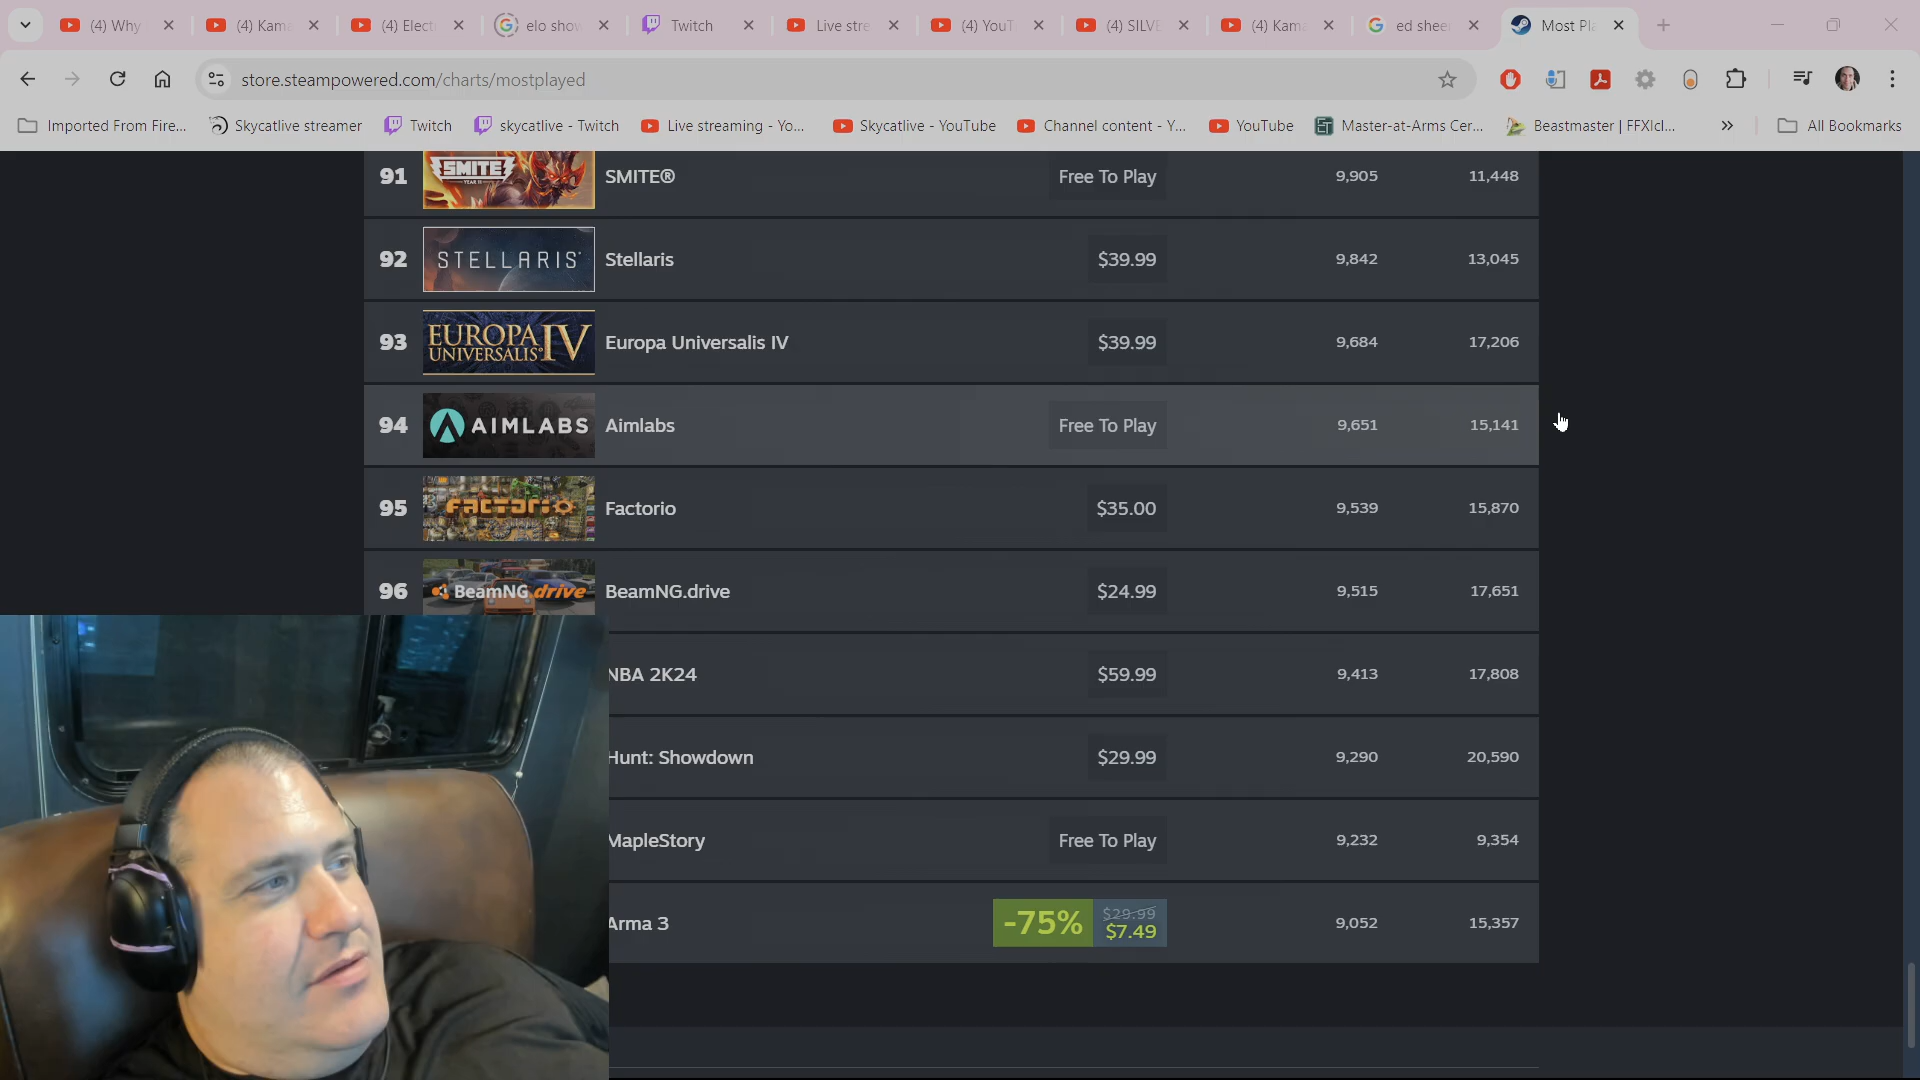 (4) Why
(4) Kam
(4) Elect
elo show
Twitch
Live stre
(4) YouT
(4) SILVE
(4) Kama
ed shee
Most Pl
store.steampowered.com/charts/mostplayed
Imported From Fire...
Skycatlive streamer
Twitch
skycatlive - Twitch
Live streaming - Yo...
Skycatlive - YouTube
Channel content - Y...
YouTube
Master-at-Arms Cer...
Beastmaster | FFXIcl...
All Bookmarks
91 SMITE YEAR 11 SMITE® Free To Play 9,905 11,448
92 STELLARIS Stellaris $39.99 9,842 13,045
93 EUROPA UNIVERSALIS IV Europa Universalis IV $39.99 9,684 17,206
94 AIMLABS Aimlabs Free To Play 9,651 15,141
95 FACTORIO Factorio $35.00 9,539 15,870
96 BeamNG.drive BeamNG.drive $24.99 9,515 17,651
NBA 2K24 $59.99 9,413 17,808
Hunt: Showdown $29.99 9,290 20,590
MapleStory Free To Play 9,232 9,354
Arma 3 -75% $29.99 $7.49 9,052 15,357